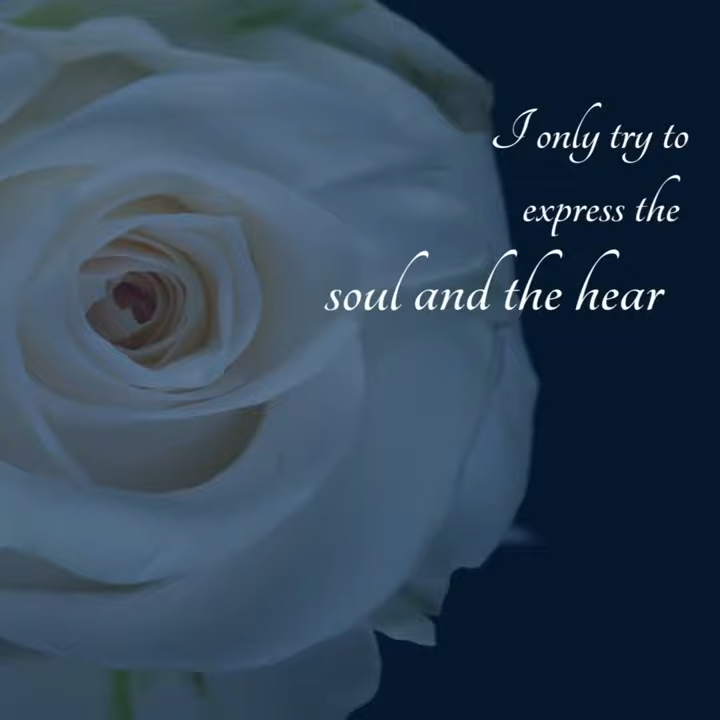 I only try to
express the
soul and the hear